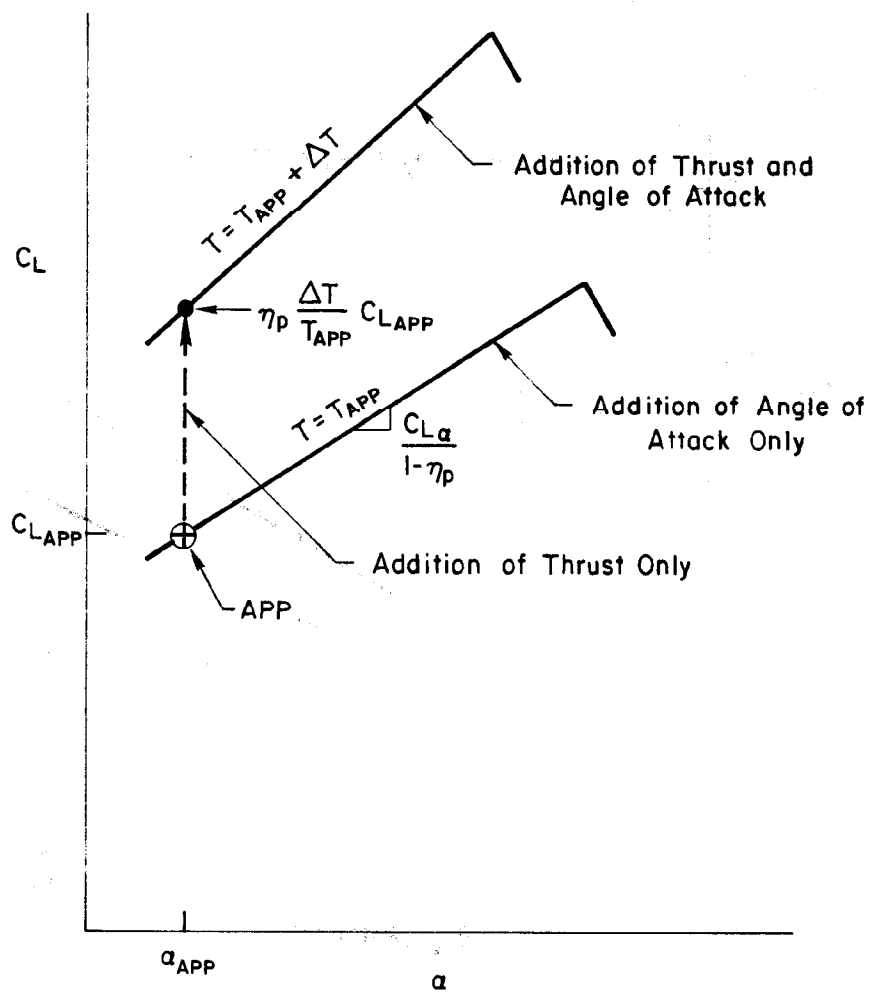 T = T_APP + ΔT
Addition of Thrust and
Angle of Attack
C_L
η_p ΔT/T_APP C_L_APP
T = T_APP
C_Lα
1-η_p
Addition of Angle of
Attack Only
C_L_APP
Addition of Thrust Only
APP
α_APP
α